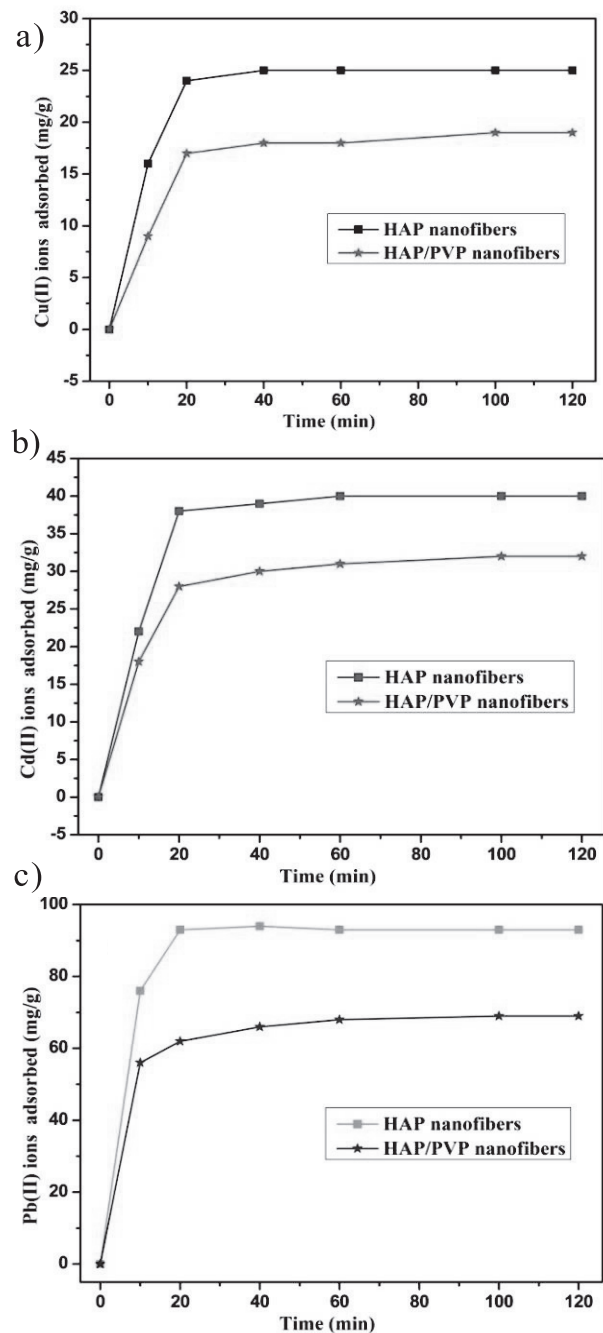 a)
30
25
20
15
10
5
0
-5
Cu(II) ions adsorbed (mg/g)
HAP nanofibers
HAP/PVP nanofibers
0 20 40 60 80 100 120
Time (min)
b)
45
40
35
30
25
20
15
10
5
0
-5
Cd(II) ions adsorbed (mg/g)
HAP nanofibers
HAP/PVP nanofibers
0 20 40 60 80 100 120
Time (min)
c)
100
80
60
40
20
0
Pb(II) ions adsorbed (mg/g)
HAP nanofibers
HAP/PVP nanofibers
0 20 40 60 80 100 120
Time (min)